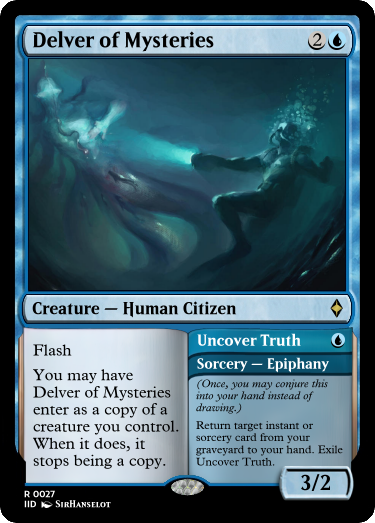 Delver of Mysteries 2
Creature — Human Citizen
Flash
You may have
Delver of Mysteries
enter as a copy of a
creature you control.
When it does, it
stops being a copy.
Uncover Truth
Sorcery — Epiphany
(Once, you may conjure this
into your hand instead of
drawing.)
Return target instant or
sorcery card from your
graveyard to your hand. Exile
Uncover Truth.
3/2
R 0027
IID SirHanselot